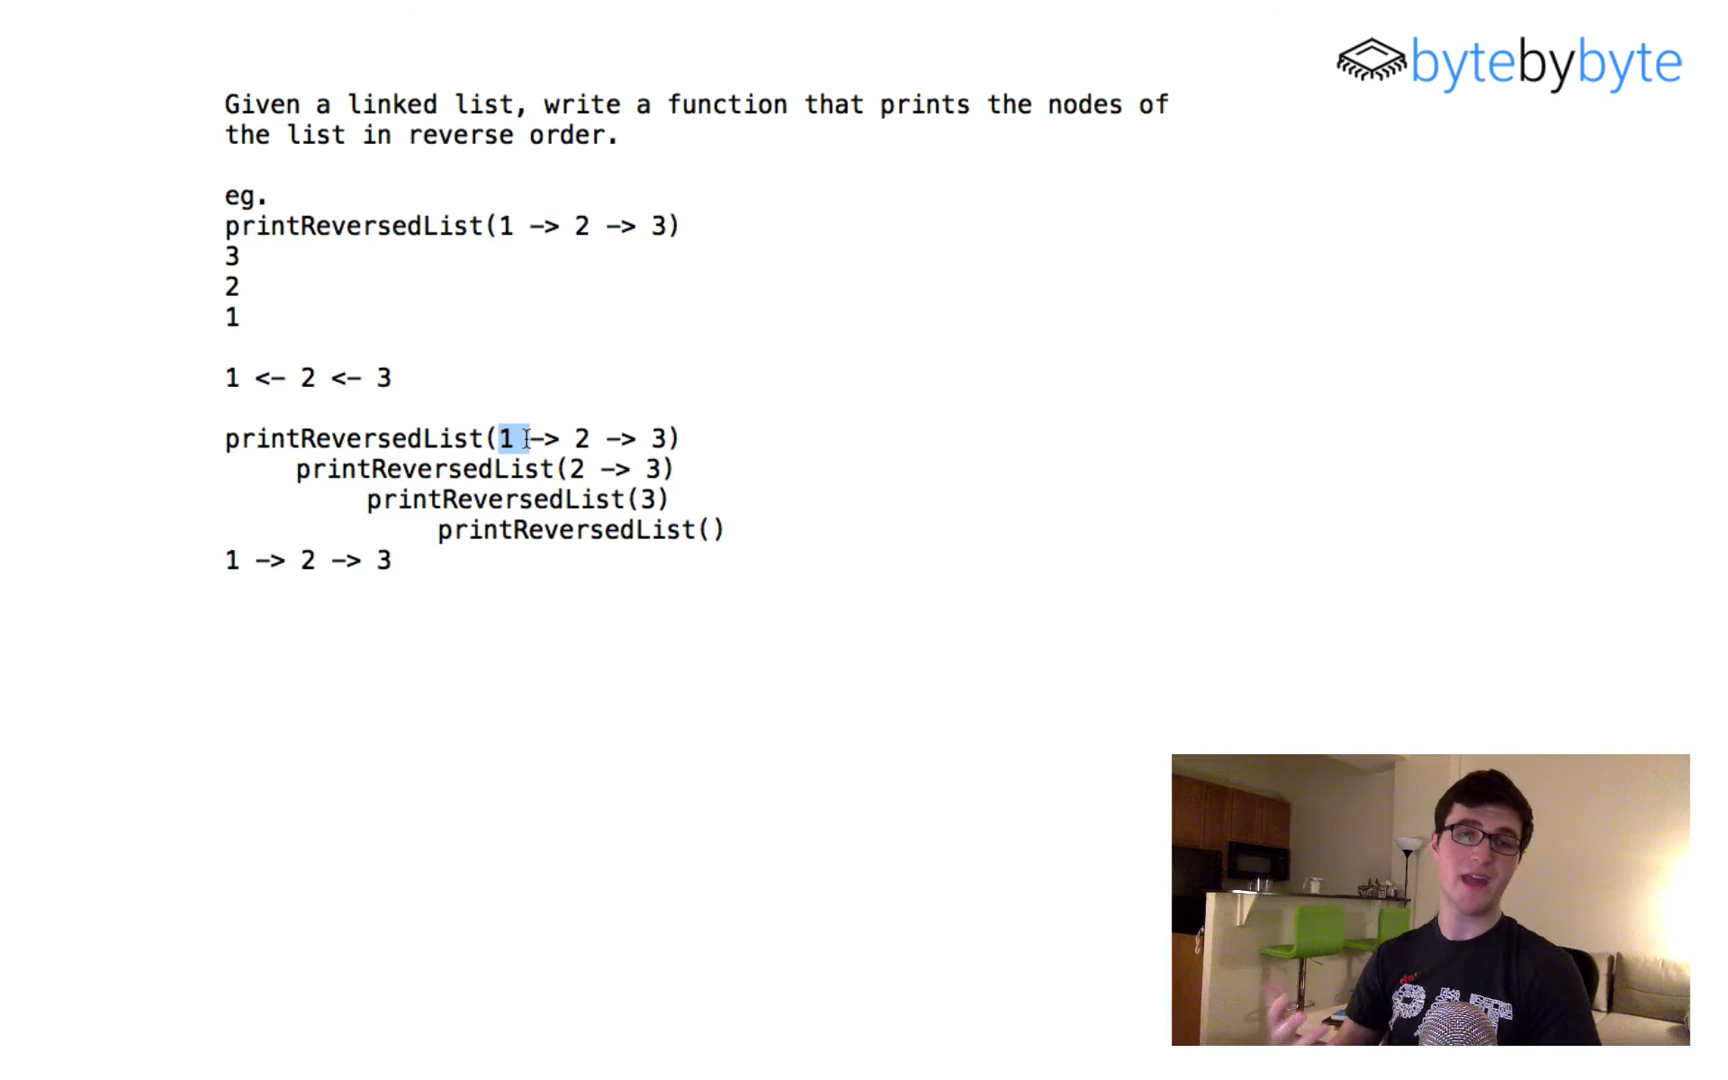 bytebybyte
Given a linked list, write a function that prints the nodes of
the list in reverse order.
eg.
printReversedList(1 -> 2 -> 3)
3
2
1
1 <- 2 <- 3
printReversedList(1 -> 2 -> 3)
printReversedList(2 -> 3)
printReversedList(3)
printReversedList()
1 -> 2 -> 3